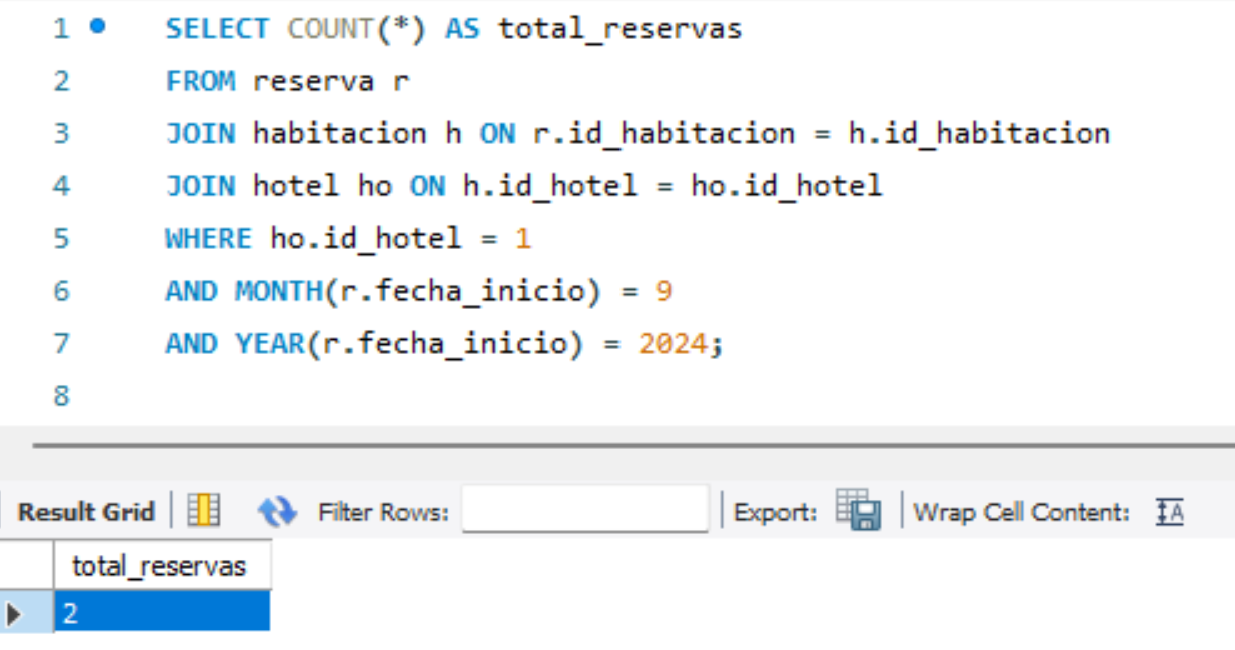 1 SELECT COUNT(*) AS total_reservas
2 FROM reserva r
3 JOIN habitacion h ON r.id_habitacion = h.id_habitacion
4 JOIN hotel ho ON h.id_hotel = ho.id_hotel
5 WHERE ho.id_hotel = 1
6 AND MONTH(r.fecha_inicio) = 9
7 AND YEAR(r.fecha_inicio) = 2024;
8
Result Grid Filter Rows: Export: Wrap Cell Content: IA
total_reservas
2